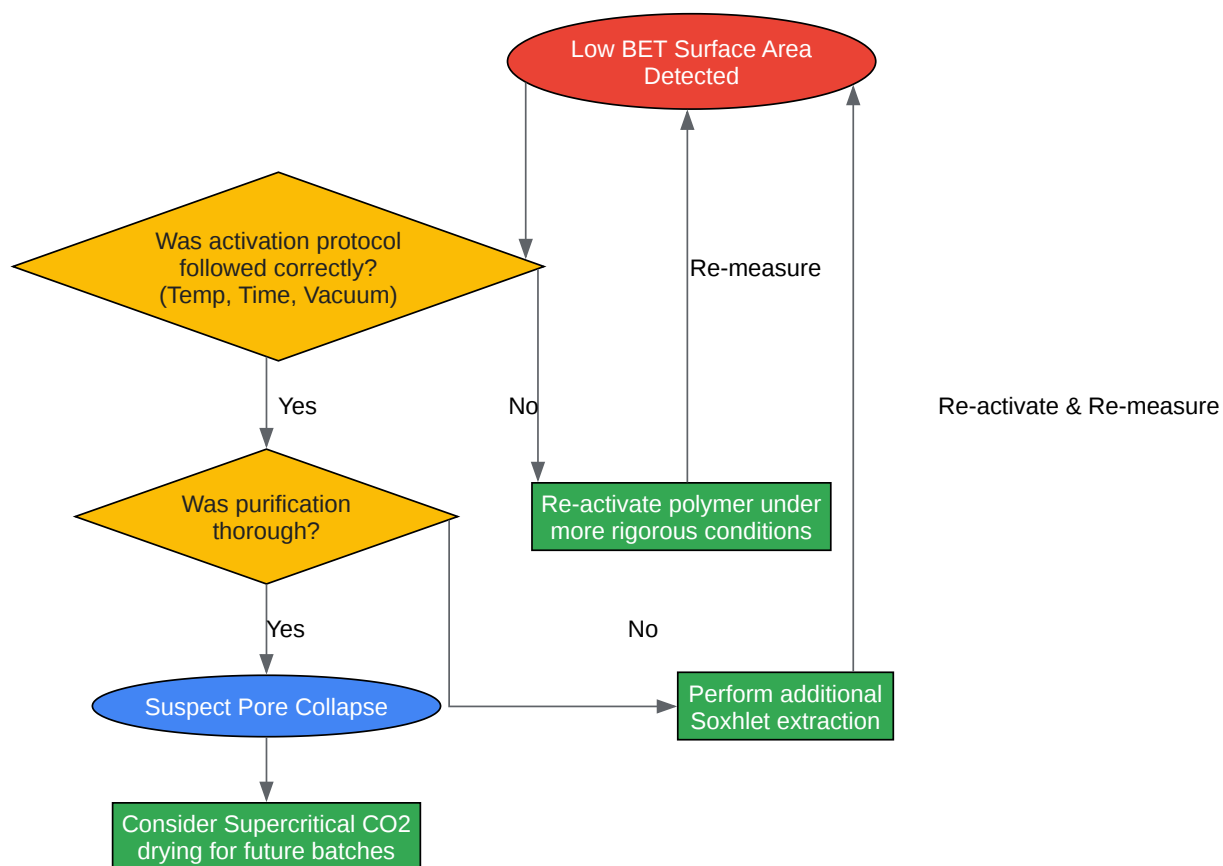 Low BET Surface Area
Detected
Was activation protocol
followed correctly?
(Temp, Time, Vacuum)
Re-measure
Yes
No
Re-activate & Re-measure
Was purification
thorough?
Re-activate polymer under
more rigorous conditions
Yes
No
Suspect Pore Collapse
Perform additional
Soxhlet extraction
Consider Supercritical CO2
drying for future batches